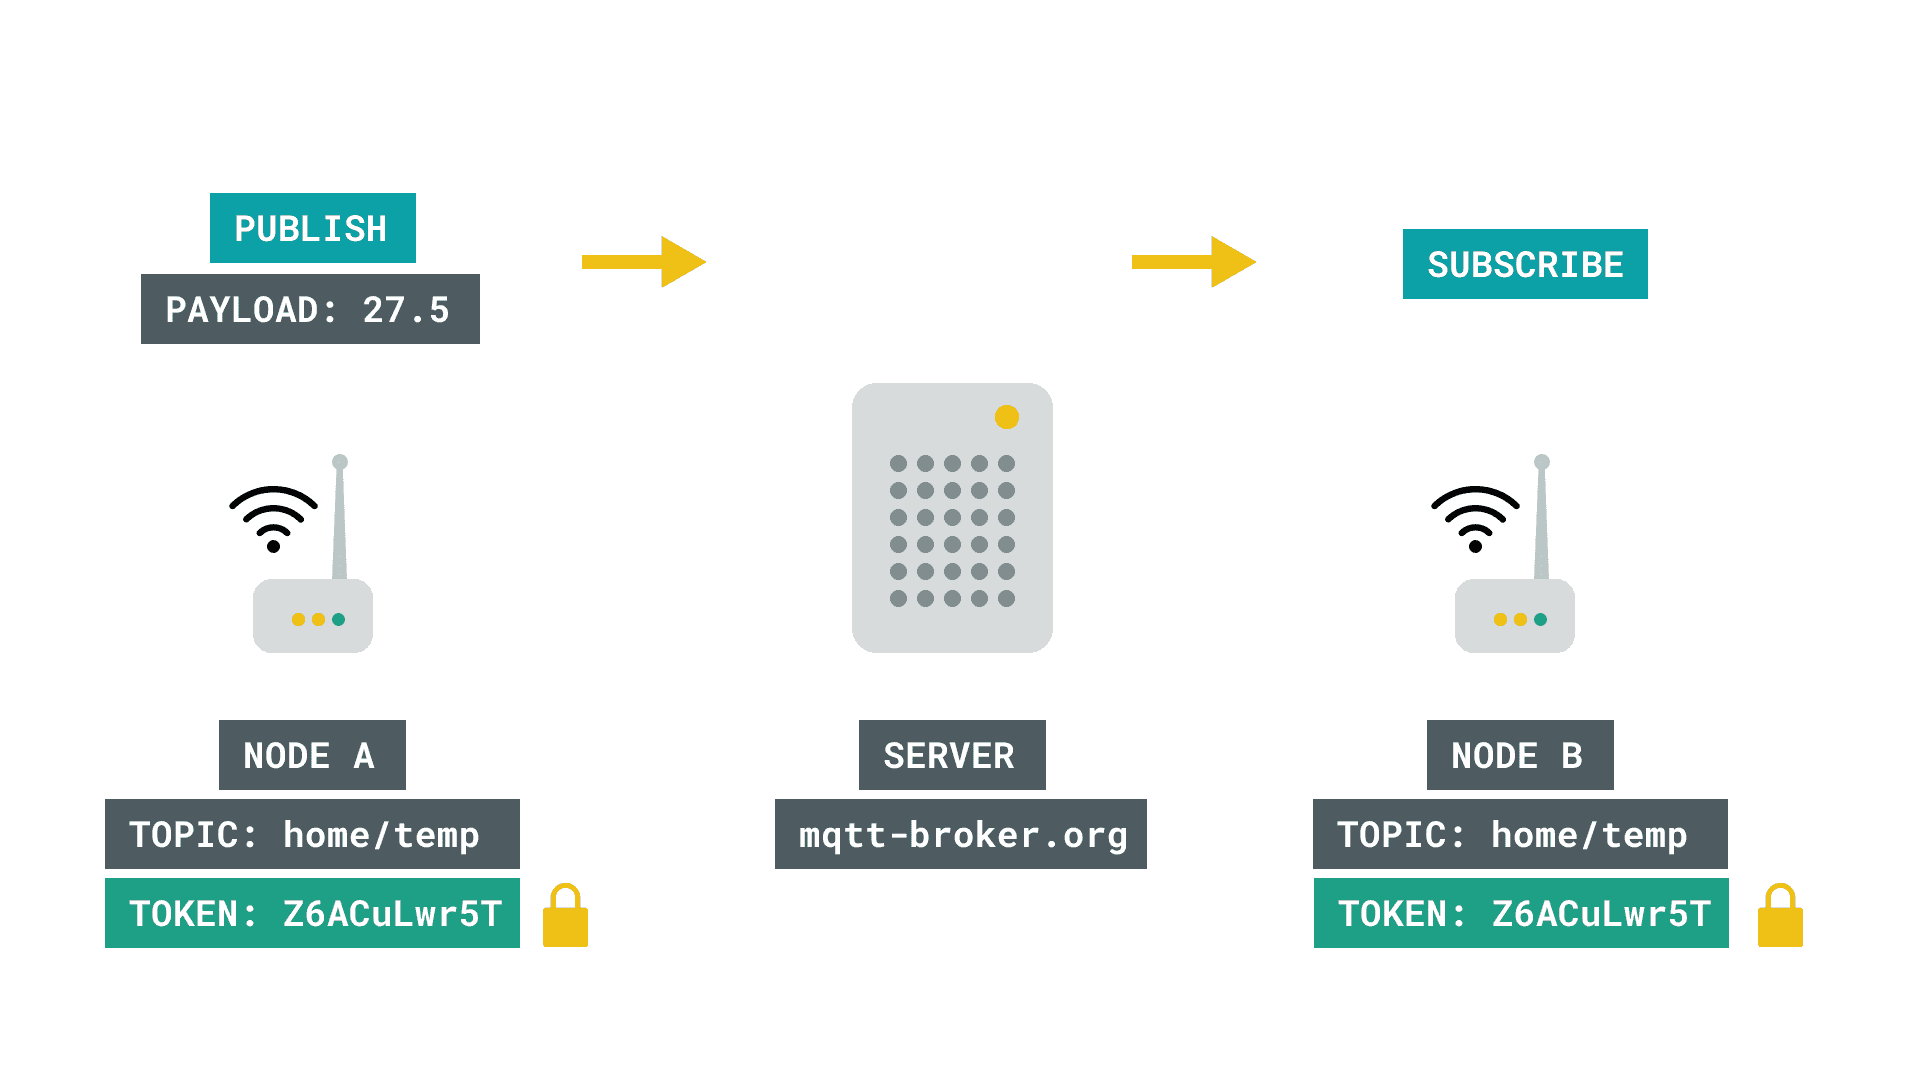 PUBLISH
PAYLOAD: 27.5
SUBSCRIBE
NODE A
TOPIC: home/temp
TOKEN: Z6ACuLwr5T
SERVER
mqtt-broker.org
NODE B
TOPIC: home/temp
TOKEN: Z6ACuLwr5T